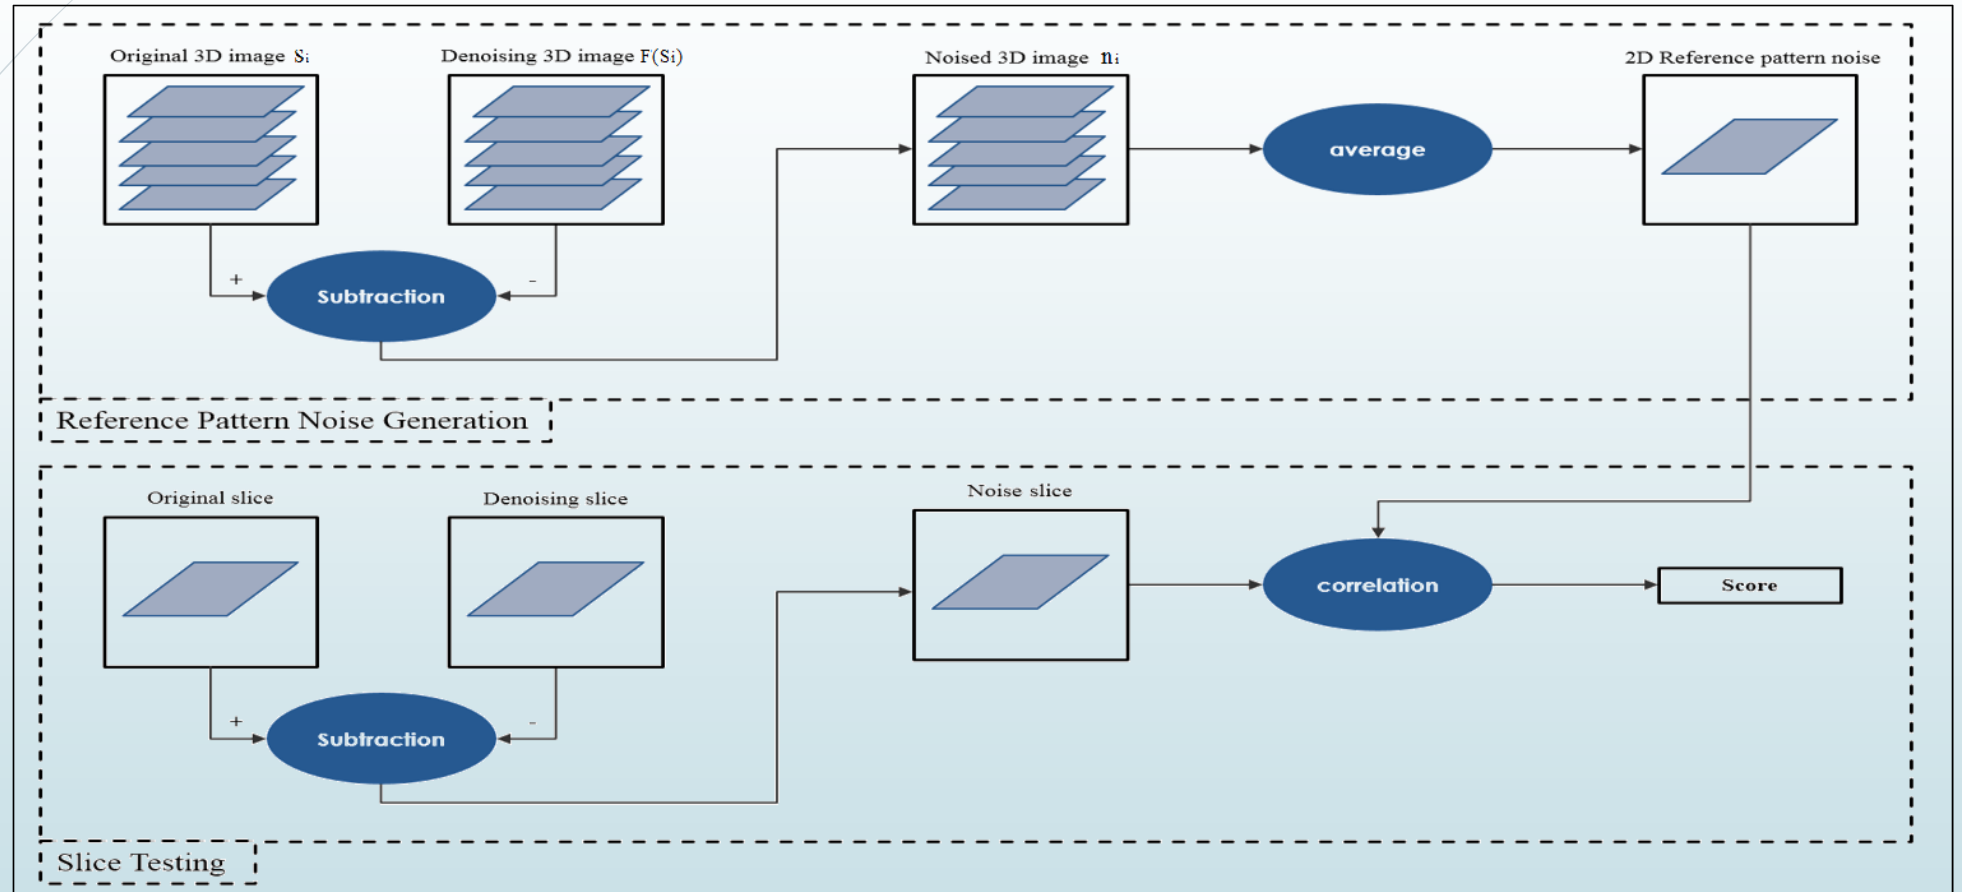 Original 3D image Si
Denoising 3D image F(Si)
Noised 3D image ni
2D Reference pattern noise
average
+
-
Subtraction
Reference Pattern Noise Generation
Original slice
Denoising slice
Noise slice
correlation
Score
+
-
Subtraction
Slice Testing